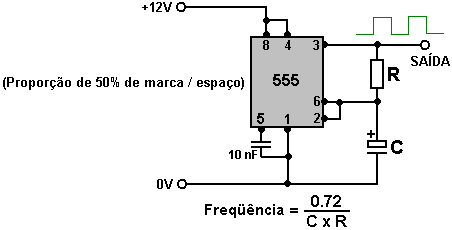 +12V
8 4 3
SAÍDA
(Proporção de 50% de marca / espaço)
555
R
6
5 1 2
+
C
10 nF
0V
Freqüência = 0.72
C x R